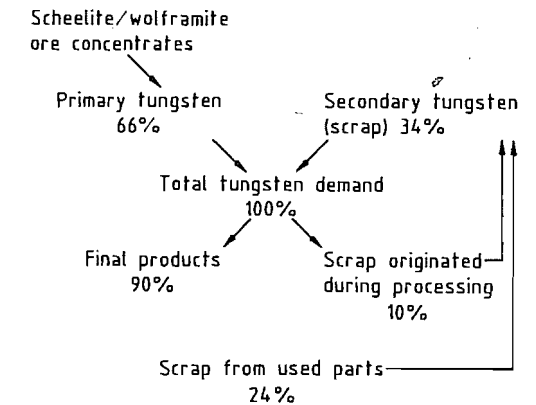 Scheelite/wolframite
ore concentrates
Primary tungsten
66%
Secondary tungsten
(scrap) 34%
Total tungsten demand
100%
Final products
90%
Scrap originated
during processing
10%
Scrap from used parts
24%